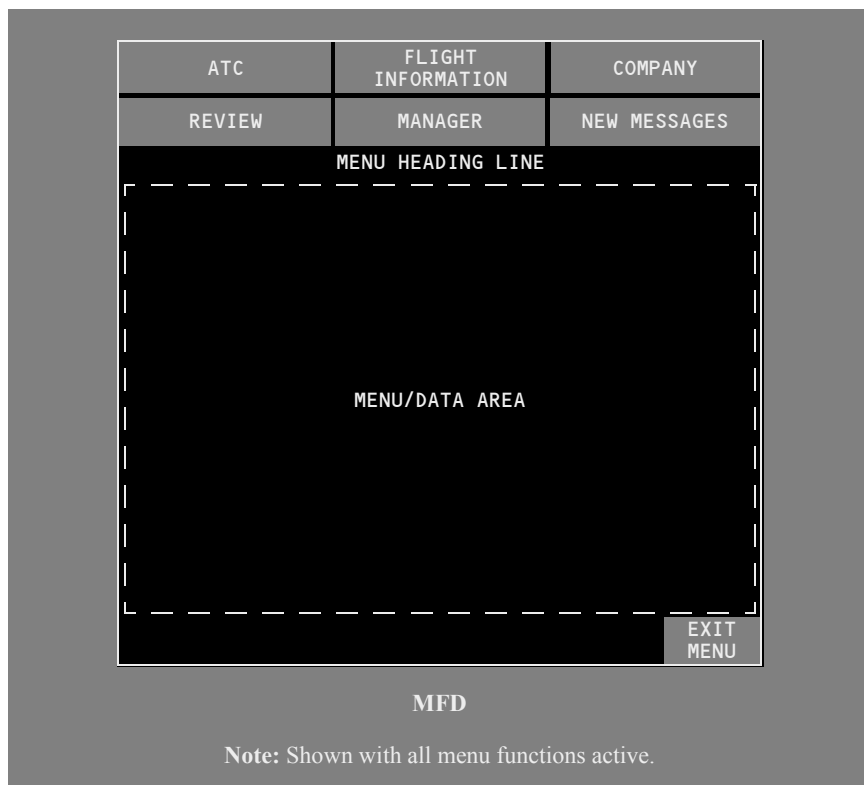 ATC
FLIGHT
INFORMATION
COMPANY
REVIEW
MANAGER
NEW MESSAGES
MENU HEADING LINE
MENU/DATA AREA
EXIT
MENU
MFD
Note: Shown with all menu functions active.